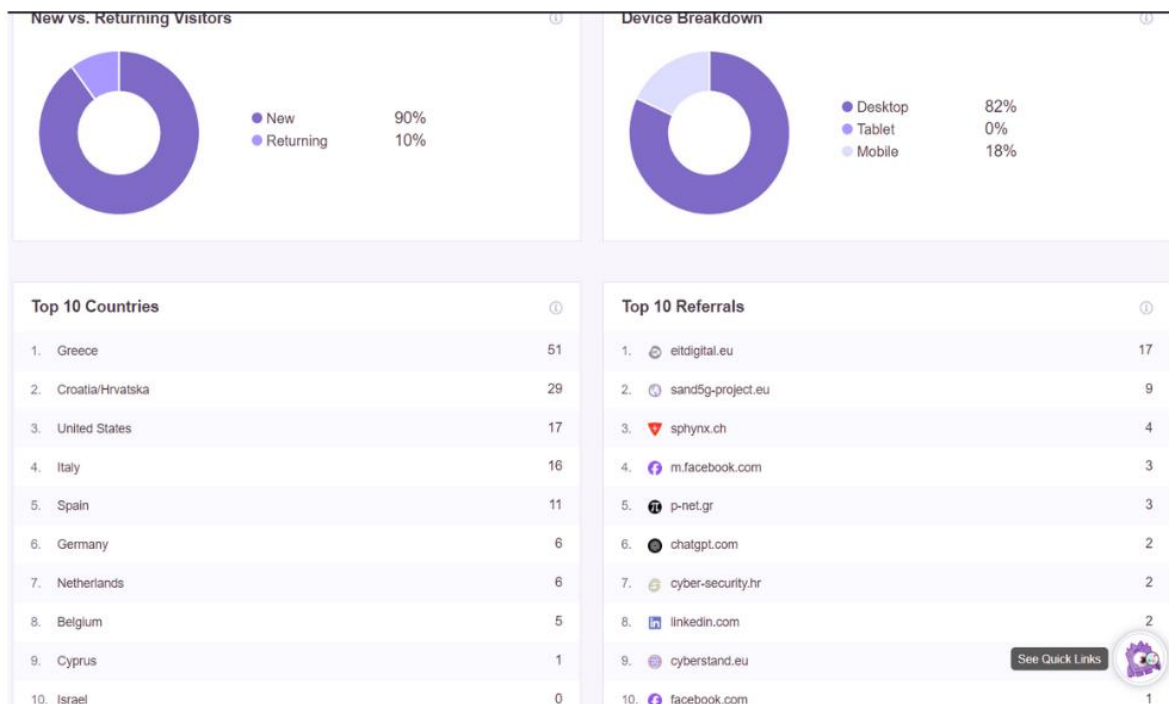 New vs. Returning Visitors
New 90%
Returning 10%
Device Breakdown
Desktop 82%
Tablet 0%
Mobile 18%
Top 10 Countries
1. Greece 51
2. Croatia/Hrvatska 29
3. United States 17
4. Italy 16
5. Spain 11
6. Germany 6
7. Netherlands 6
8. Belgium 5
9. Cyprus 1
10. Israel 0
Top 10 Referrals
1. eitdigital.eu 17
2. sand5g-project.eu 9
3. sphynx.ch 4
4. m.facebook.com 3
5. p-net.gr 3
6. chatgpt.com 2
7. cyber-security.hr 2
8. linkedin.com 2
9. cyberstand.eu
See Quick Links
10. facebook.com 1